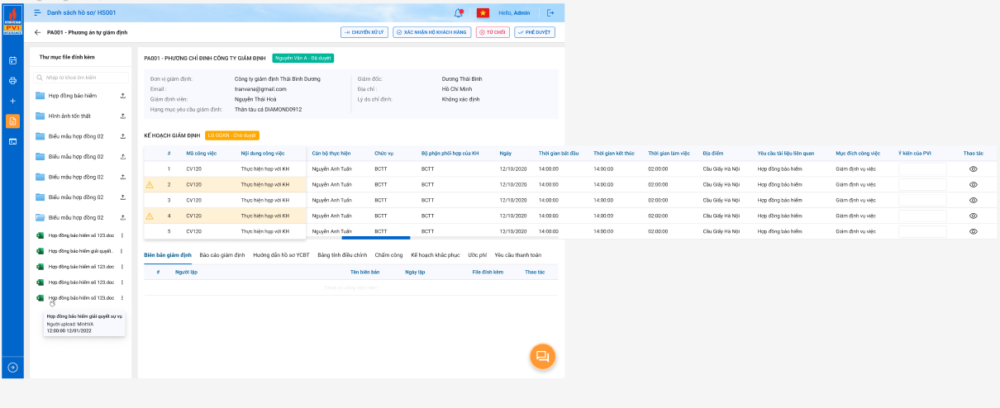 PETROVIETNAM
PVI
INSURANCE
Danh sách hồ sơ/ HS001
Hello, Admin
PA001 - Phương án tự giám định
CHUYỂN XỬ LÝ
XÁC NHẬN HỘ KHÁCH HÀNG
TỪ CHỐI
PHÊ DUYỆT
Thư mục file đính kèm
Nhập từ khoá tìm kiếm
Hợp đồng bảo hiểm
Hình ảnh tổn thất
Biểu mẫu hợp đồng 02
Biểu mẫu hợp đồng 02
Biểu mẫu hợp đồng 02
Biểu mẫu hợp đồng 02
Biểu mẫu hợp đồng 02
Hợp đồng bảo hiểm số 123.doc
Hợp đồng bảo hiểm giải quyết..
Hợp đồng bảo hiểm số 123.doc
Hợp đồng bảo hiểm số 123.doc
Hợp đồng bảo hiểm số 123.doc
Hợp đồng bảo hiểm giải quyết sự vụ
Người upload: MinhVA
12:00:00 12/01/2022
PA001 - PHƯƠNG CHỈ ĐỊNH CÔNG TY GIÁM ĐỊNH Nguyễn Văn A - Đã duyệt
Đơn vị giám định: Công ty giám định Thái Bình Dương Giám đốc: Dương Thái Bình
Email : tranvana@gmail.com Địa chỉ : Hồ Chí Minh
Giám định viên: Nguyễn Thái Hoà Lý do chỉ định: Không xác định
Hạng mục yêu cầu giám định: Thân tàu cá DIAMOND0912
KẾ HOẠCH GIÁM ĐỊNH LĐ GQKN - Chờ duyệt
# Mã công việc Nội dung công việc Cán bộ thực hiện Chức vụ Bộ phận phối hợp của KH Ngày Thời gian bắt đầu Thời gian kết thúc Thời gian làm việc Địa điểm Yêu cầu tài liệu liên quan Mục đích công việc Ý kiến của PVI Thao tác
1 CV120 Thực hiện họp với KH Nguyễn Anh Tuấn BCTT BCTT 12/10/2020 14:00:00 14:00:00 02:00:00 Cầu Giấy Hà Nội Hợp đồng bảo hiểm Giám định vụ việc
2 CV120 Thực hiện họp với KH Nguyễn Anh Tuấn BCTT BCTT 12/10/2020 14:00:00 14:00:00 02:00:00 Cầu Giấy Hà Nội Hợp đồng bảo hiểm Giám định vụ việc
3 CV120 Thực hiện họp với KH Nguyễn Anh Tuấn BCTT BCTT 12/10/2020 14:00:00 14:00:00 02:00:00 Cầu Giấy Hà Nội Hợp đồng bảo hiểm Giám định vụ việc
4 CV120 Thực hiện họp với KH Nguyễn Anh Tuấn BCTT BCTT 12/10/2020 14:00:00 14:00:00 02:00:00 Cầu Giấy Hà Nội Hợp đồng bảo hiểm Giám định vụ việc
5 CV120 Thực hiện họp với KH Nguyễn Anh Tuấn BCTT BCTT 12/10/2020 14:00:00 14:00:00 02:00:00 Cầu Giấy Hà Nội Hợp đồng bảo hiểm Giám định vụ việc
Biên bản giám định Báo cáo giám định Hướng dẫn hồ sơ YCBT Bảng tính điều chỉnh Chấm công Kế hoạch khắc phục Ước phí Yêu cầu thanh toán
# Người lập Tên biên bản Ngày lập File đính kèm Thao tác